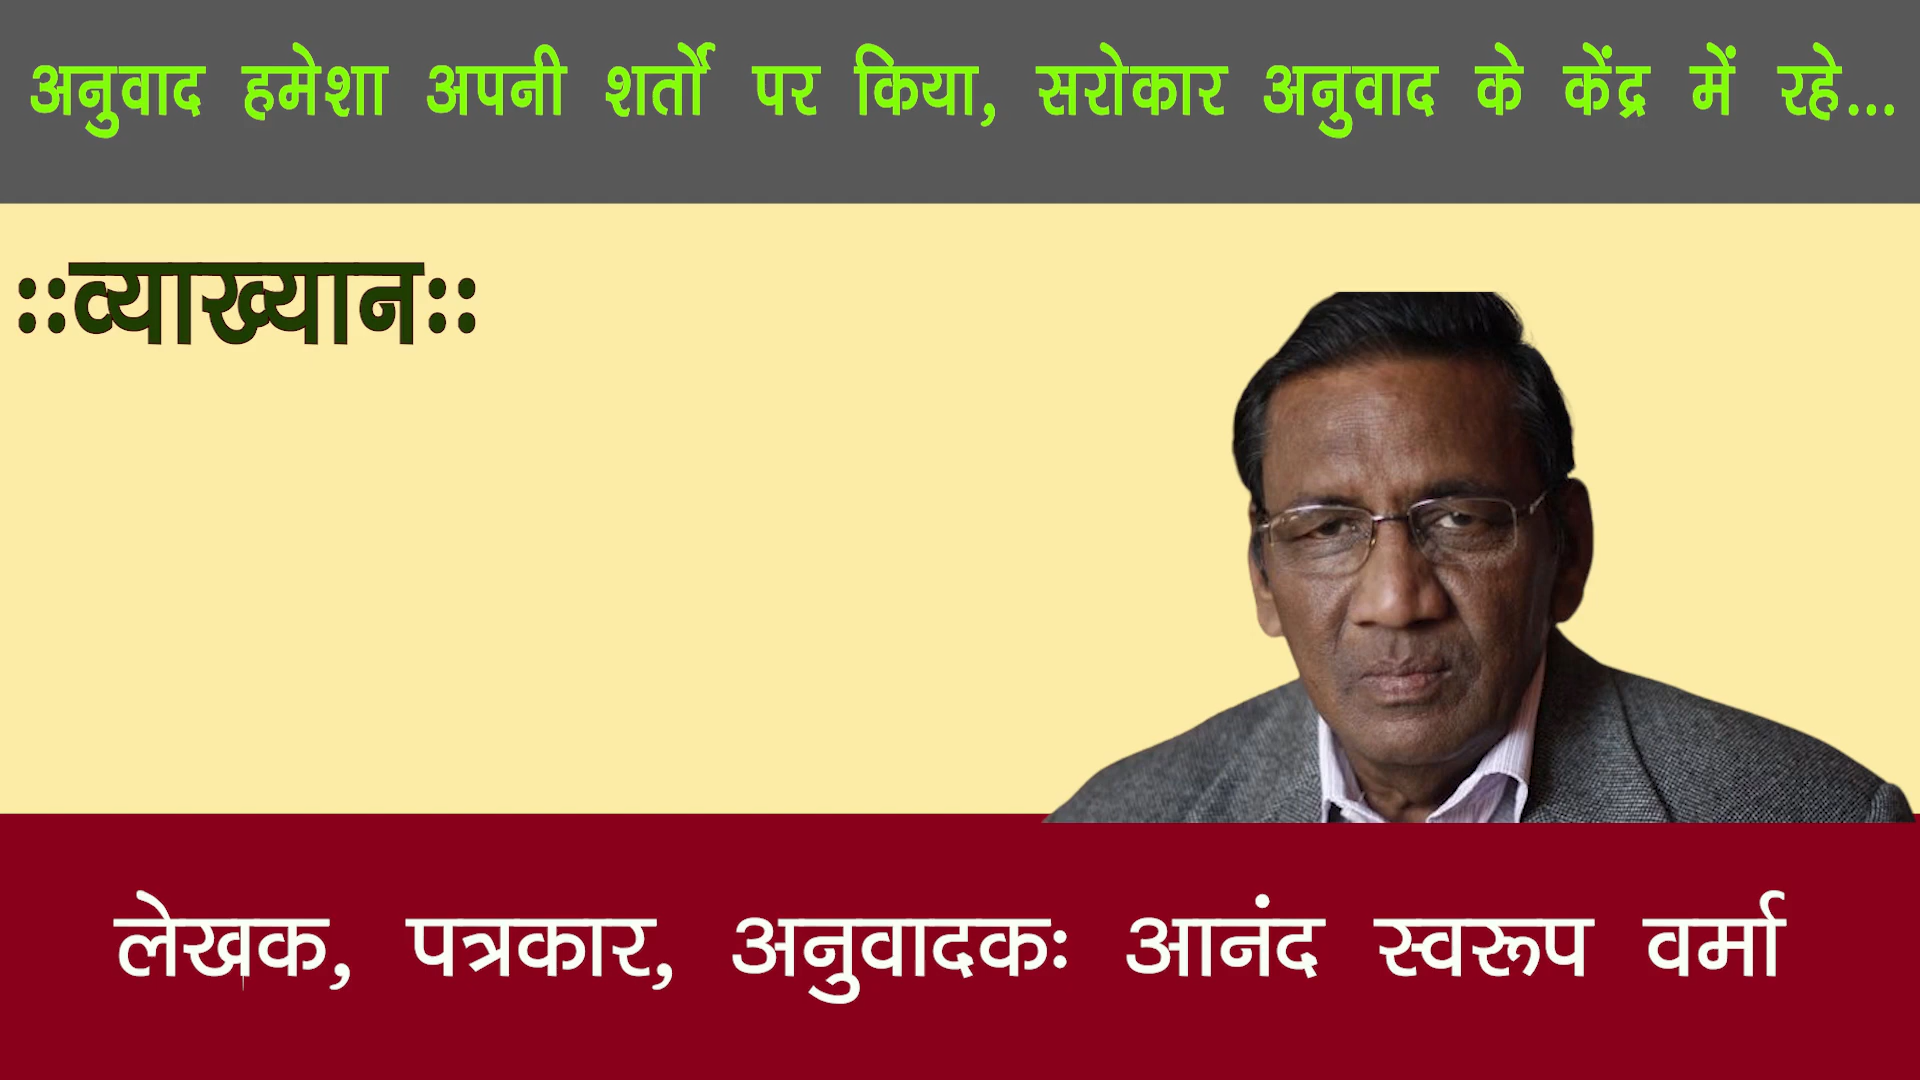 अनुवाद हमेशा अपनी शर्तों पर किया, सरोकार अनुवाद के केंद्र में रहे...
::व्याख्यान::
लेखक, पत्रकार, अनुवादकः आनंद स्वरूप वर्मा